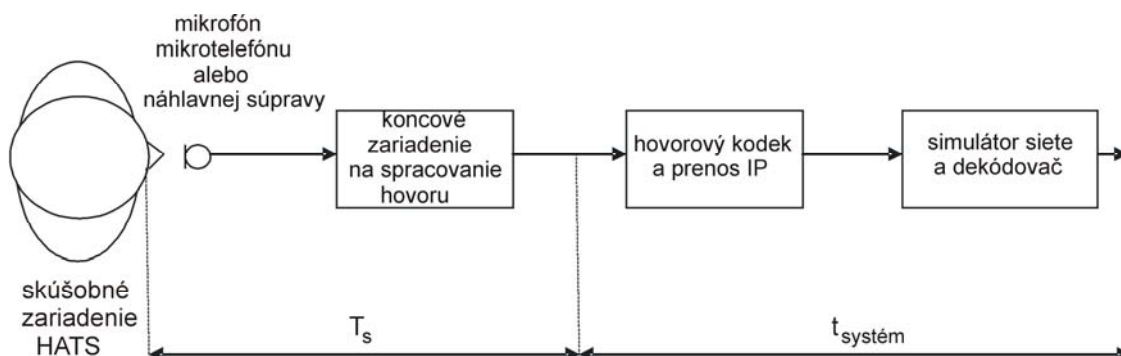 mikrofón
mikrotelefónu
alebo
náhlavnej súpravy
koncové
zariadenie
na spracovanie
hovoru
hovorový kodek
a prenos IP
simulátor siete
a dekódovač
skúšobné
zariadenie
HATS
Ts
tsystém